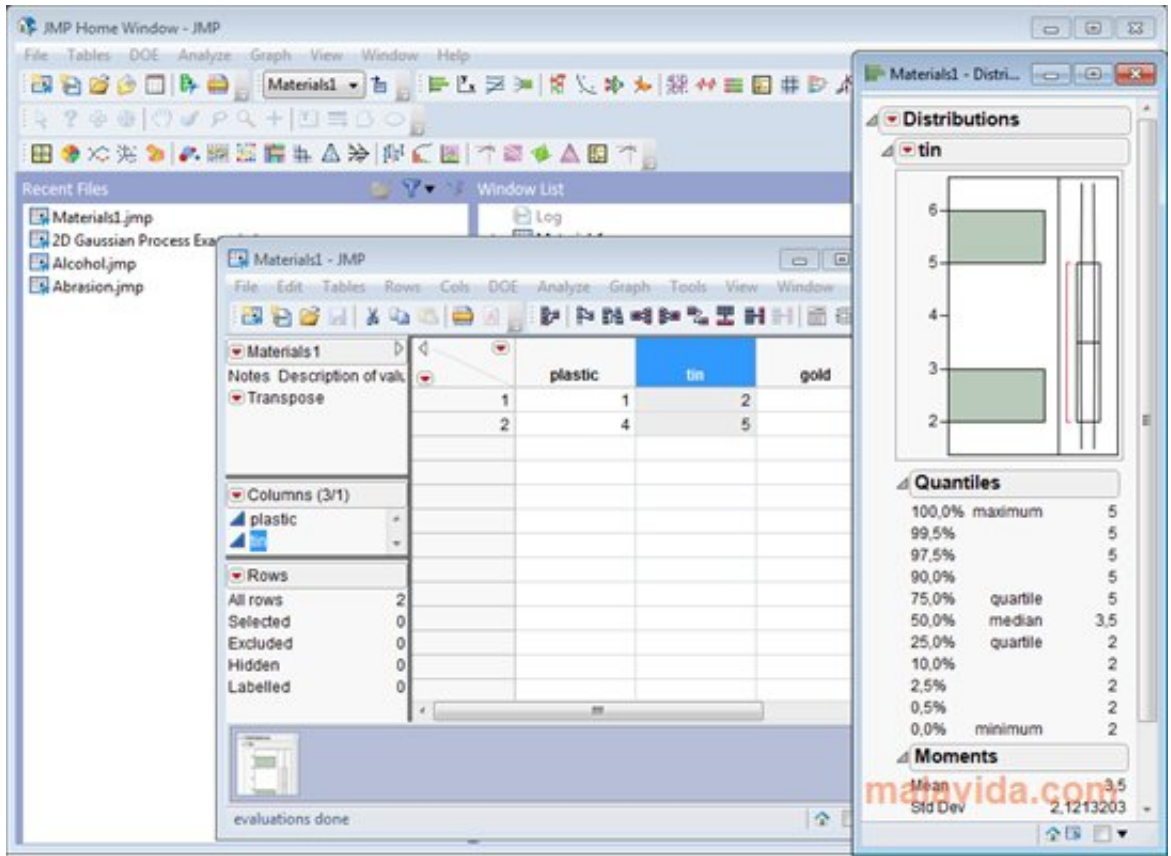 JMP Home Window - JMP
File Tables DOE Analyze Graph View Window Help
Materials1
Recent Files
Materials1.jmp
2D Gaussian Process
Alcohol.jmp
Abrasion.jmp
Window List
Log
Materials1 - JMP
File Edit Tables Rows Cols DOE Analyze Graph Tools View Window
Materials1
Notes Description of
Transpose
Columns (3/1)
plastic
tin
Rows
All rows 2
Selected 0
Excluded 0
Hidden 0
Labelled 0
plastic tin gold
1 1 2
2 4 5
evaluations done
Materials1 - Distri...
Distributions
tin
6
5
4
3
2
Quantiles
100,0% maximum 5
99,5% 5
97,5% 5
90,0% 5
75,0% quartile 5
50,0% median 3,5
25,0% quartile 2
10,0% 2
2,5% 2
0,5% 2
0,0% minimum 2
Moments
Mean 3,5
Std Dev 2,1213203
malavida.com